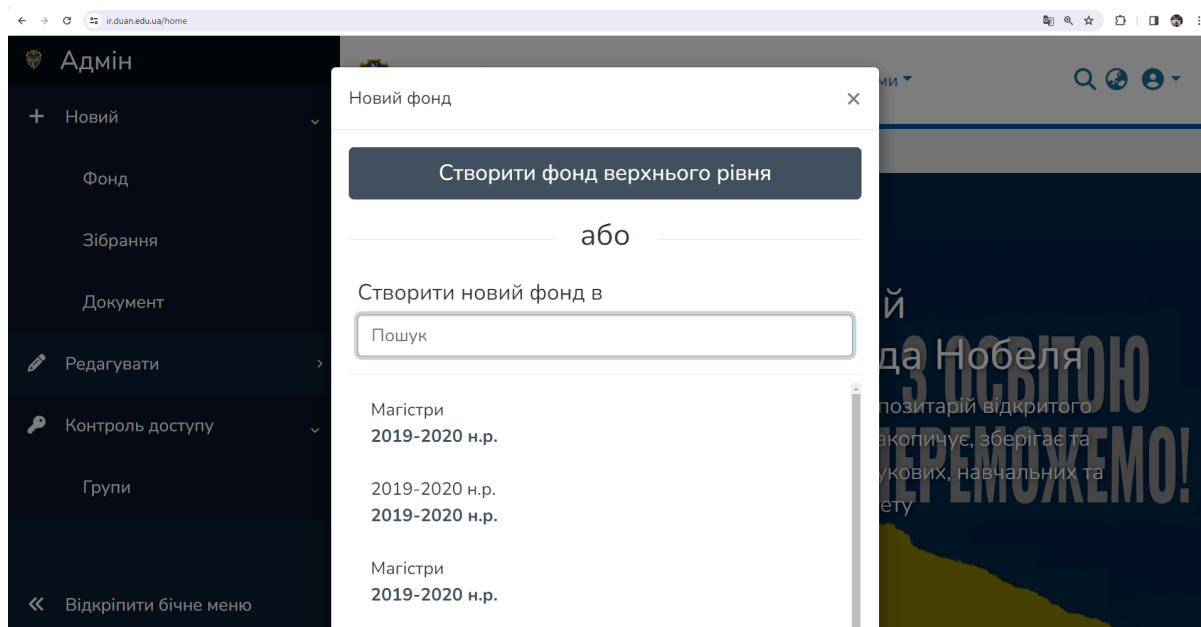 ir.duan.edu.ua/home
Адмін
Новий
Фонд
Зібрання
Документ
Редагувати
Контроль доступу
Групи
Відкріпити бічне меню
Новий фонд
Створити фонд верхнього рівня
або
Створити новий фонд в
Пошук
Магістри
2019-2020 н.р.
2019-2020 н.р.
2019-2020 н.р.
Магістри
2019-2020 н.р.
ми
й
да Нобеля
позитарій відкритого
акопичує, зберігає та
укових, навчальних та
ету
З ОСВІТОЮ
ПЕРЕМОЖЕМО!